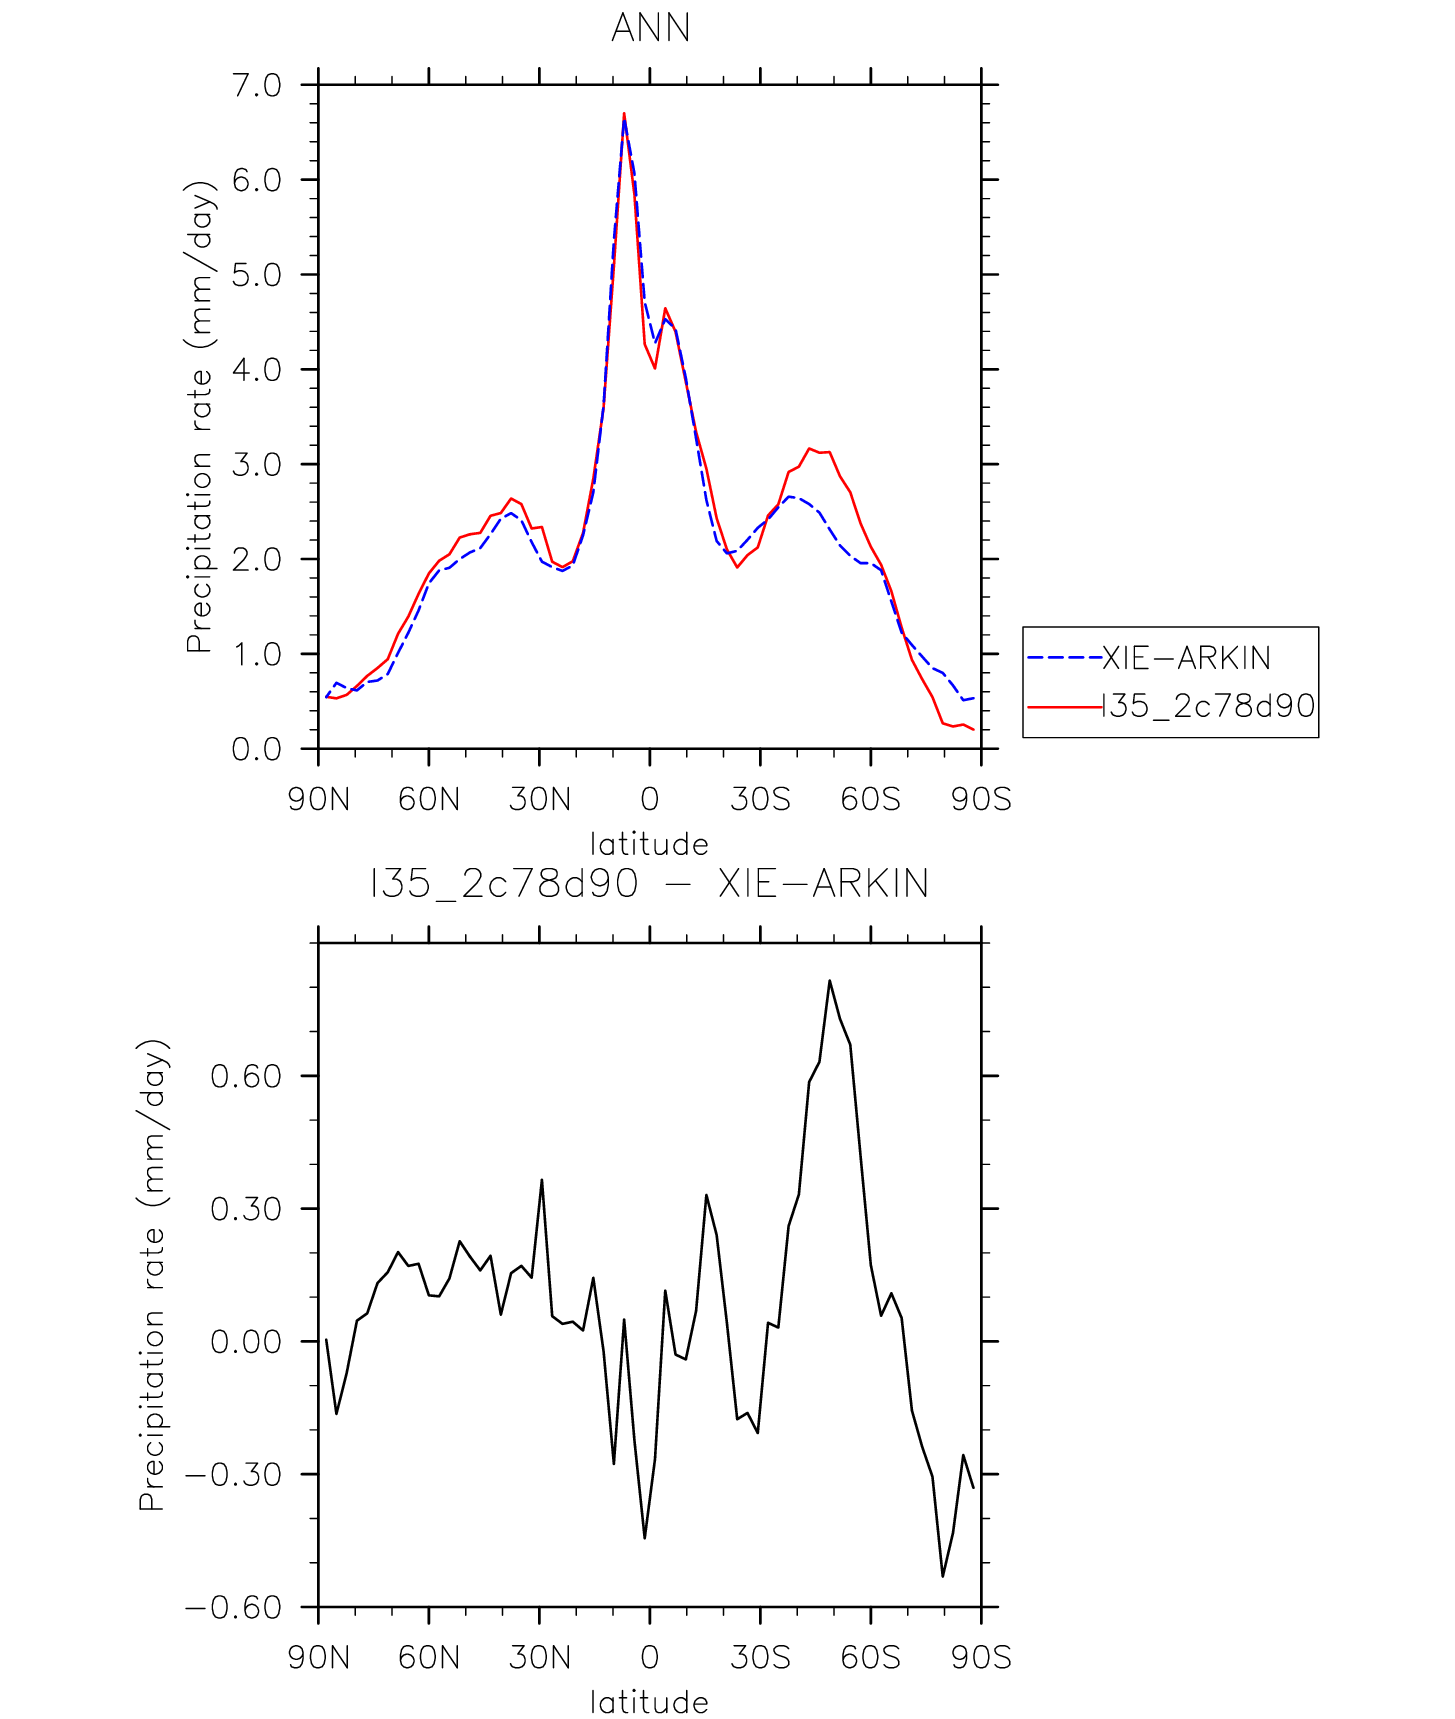 ANN
Precipitation rate (mm/day)
7.0
6.0
5.0
4.0
3.0
2.0
1.0
0.0
90N 60N 30N 0 30S 60S 90S
latitude
XIE-ARKIN
I35_2c78d90
I35_2c78d90 - XIE-ARKIN
Precipitation rate (mm/day)
0.60
0.30
0.00
-0.30
-0.60
90N 60N 30N 0 30S 60S 90S
latitude